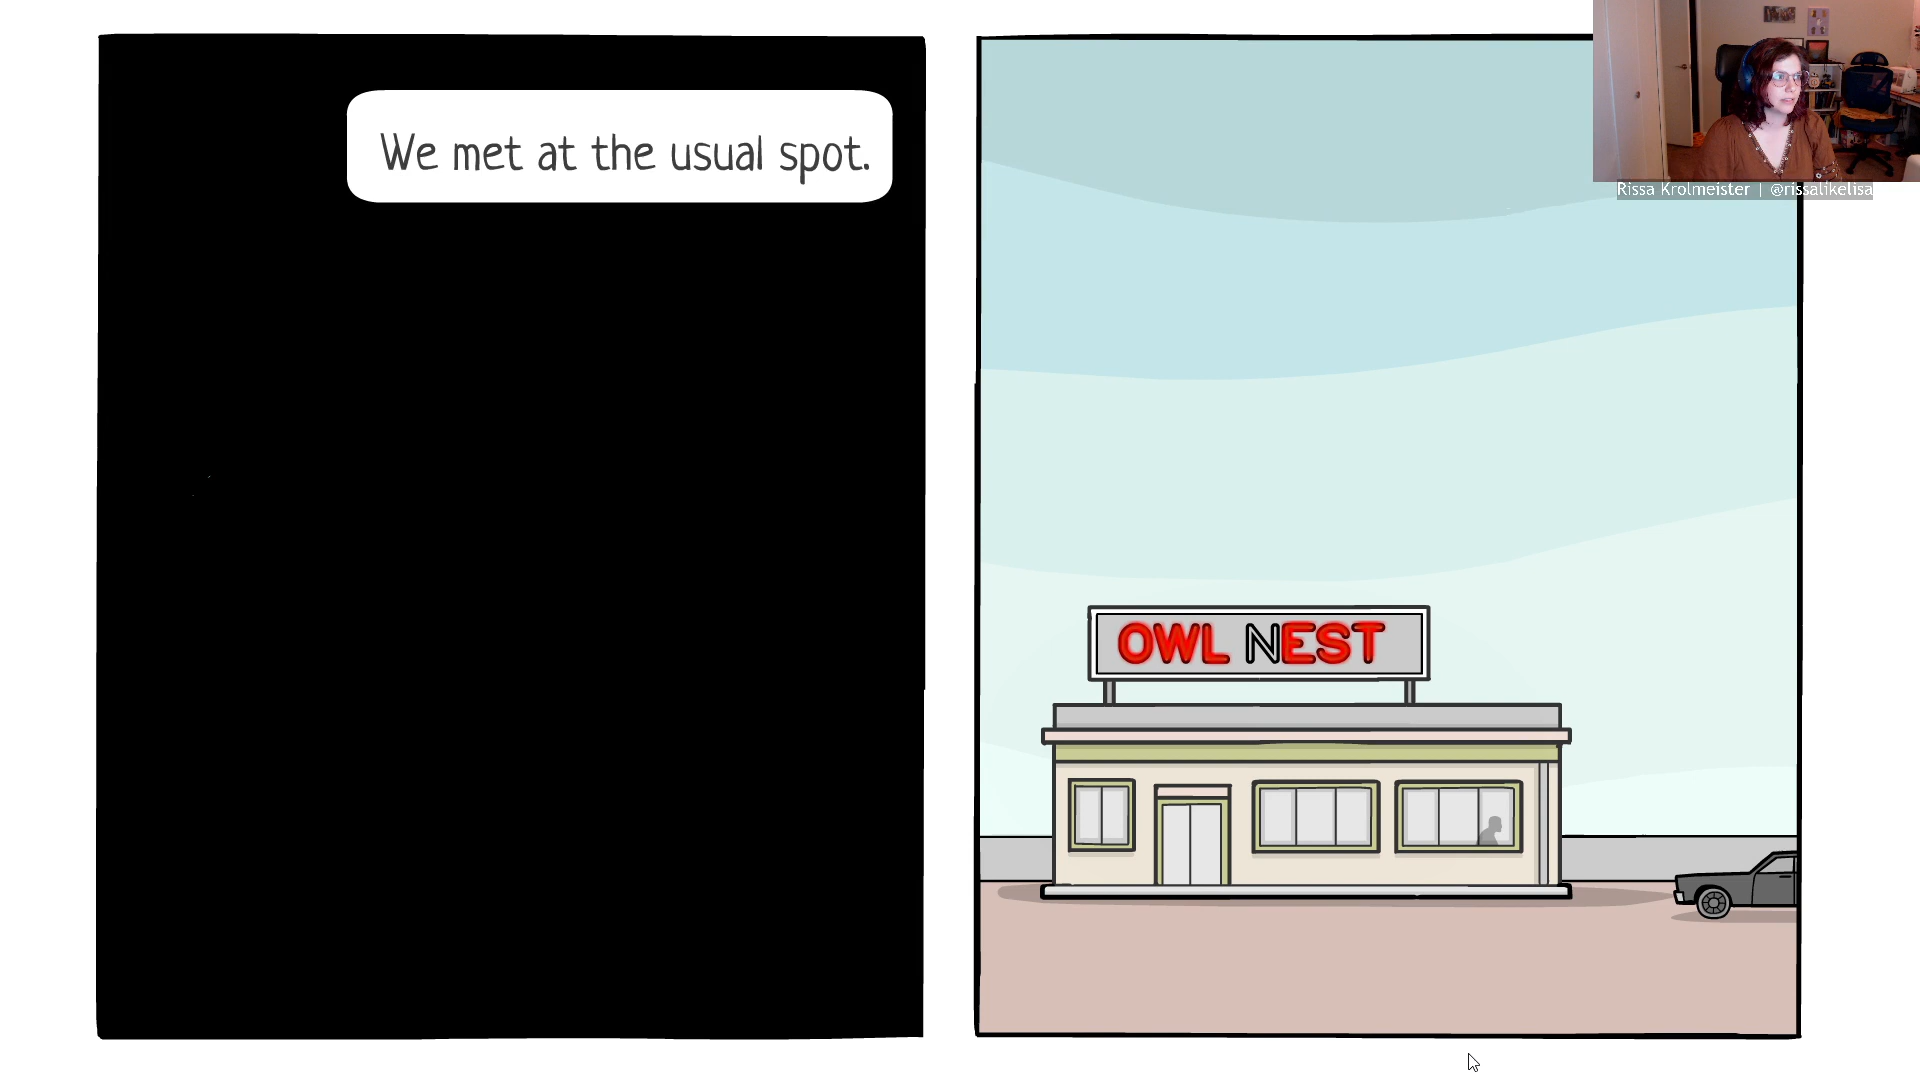 We met at the usual spot.
Rissa Krolmeister | @rissalikelisa
OWL NEST